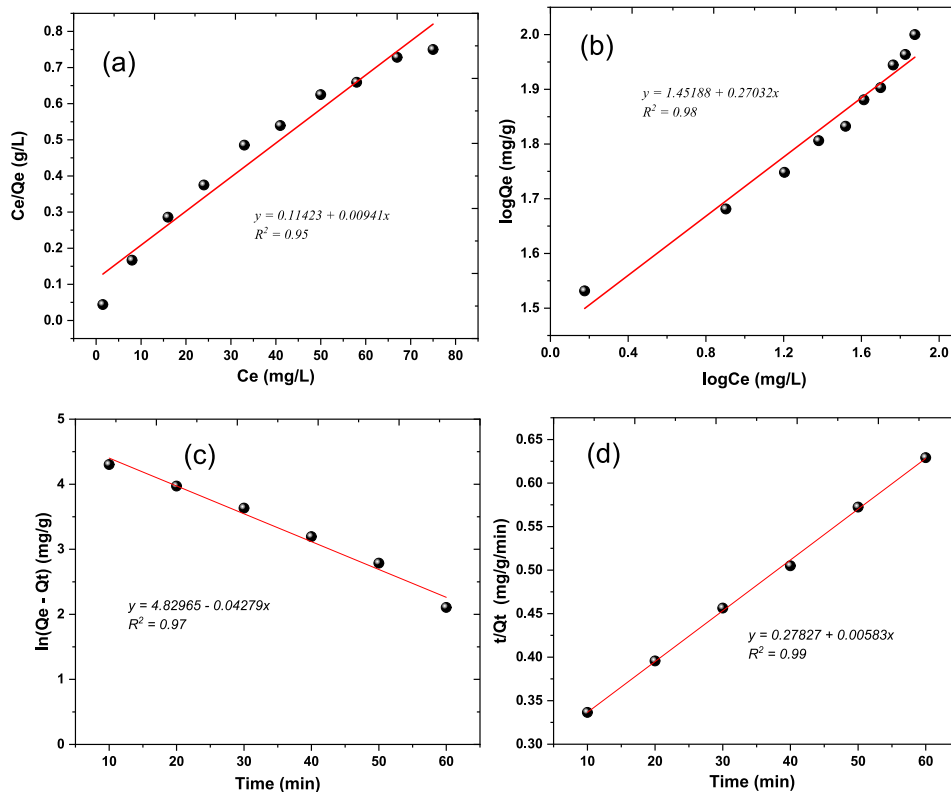 (a)
Ce/Qe (g/L)
0.8
0.7
0.6
0.5
0.4
0.3
0.2
0.1
0.0
y = 0.11423 + 0.00941x
R² = 0.95
0 10 20 30 40 50 60 70 80
Ce (mg/L)
(b)
logQe (mg/g)
2.0
1.9
1.8
1.7
1.6
1.5
y = 1.45188 + 0.27032x
R² = 0.98
0.0 0.4 0.8 1.2 1.6 2.0
logCe (mg/L)
(c)
ln(Qe - Qt) (mg/g)
5
4
3
2
1
0
y = 4.82965 - 0.04279x
R² = 0.97
10 20 30 40 50 60
Time (min)
(d)
t/Qt (mg/g/min)
0.65
0.60
0.55
0.50
0.45
0.40
0.35
0.30
y = 0.27827 + 0.00583x
R² = 0.99
10 20 30 40 50 60
Time (min)